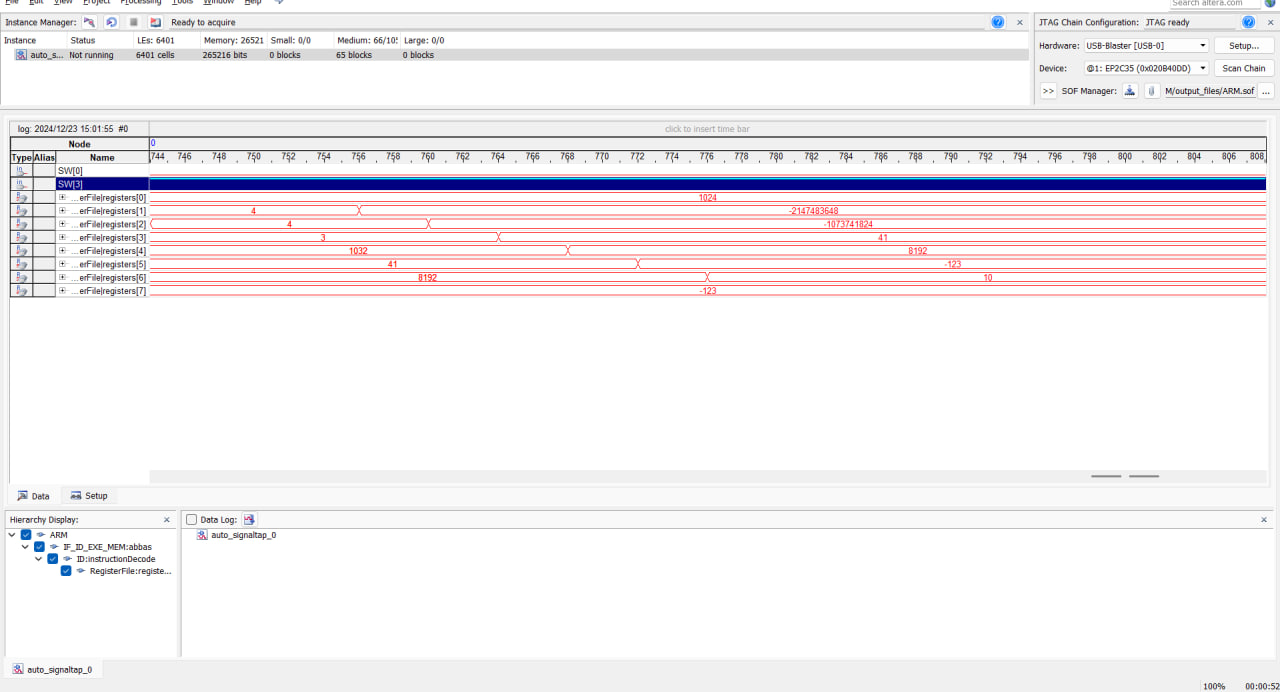 File Edit View Project Processing Tools Window Help
Search altera.com
Instance Manager: Ready to acquire
JTAG Chain Configuration: JTAG ready
Instance Status LEs: 6401 Memory: 26521 Small: 0/0 Medium: 66/10: Large: 0/0
auto_s... Not running 6401 cells 265216 bits 0 blocks 65 blocks 0 blocks
Hardware: USB-Blaster [USB-0] Setup...
Device: @1: EP2C35 (0x020B40DD) Scan Chain
>> SOF Manager: M/output_files/ARM.sof ...
log: 2024/12/23 15:01:55 #0 click to insert time bar
Node 0
Type Alias Name 744 746 748 750 752 754 756 758 760 762 764 766 768 770 772 774 776 778 780 782 784 786 788 790 792 794 796 798 800 802 804 806 808
SW[0]
SW[3]
...erFile|registers[0] 1024
...erFile|registers[1] 4 -2147483648
...erFile|registers[2] 4 -1073741824
...erFile|registers[3] 3 41
...erFile|registers[4] 1032 8192
...erFile|registers[5] 41 -123
...erFile|registers[6] 8192 10
...erFile|registers[7] -123
Data Setup
Hierarchy Display:
ARM
IF_ID_EXE_MEM:abbas
ID:instructionDecode
RegisterFile:registe...
Data Log:
auto_signaltap_0
auto_signaltap_0
100% 00:00:52